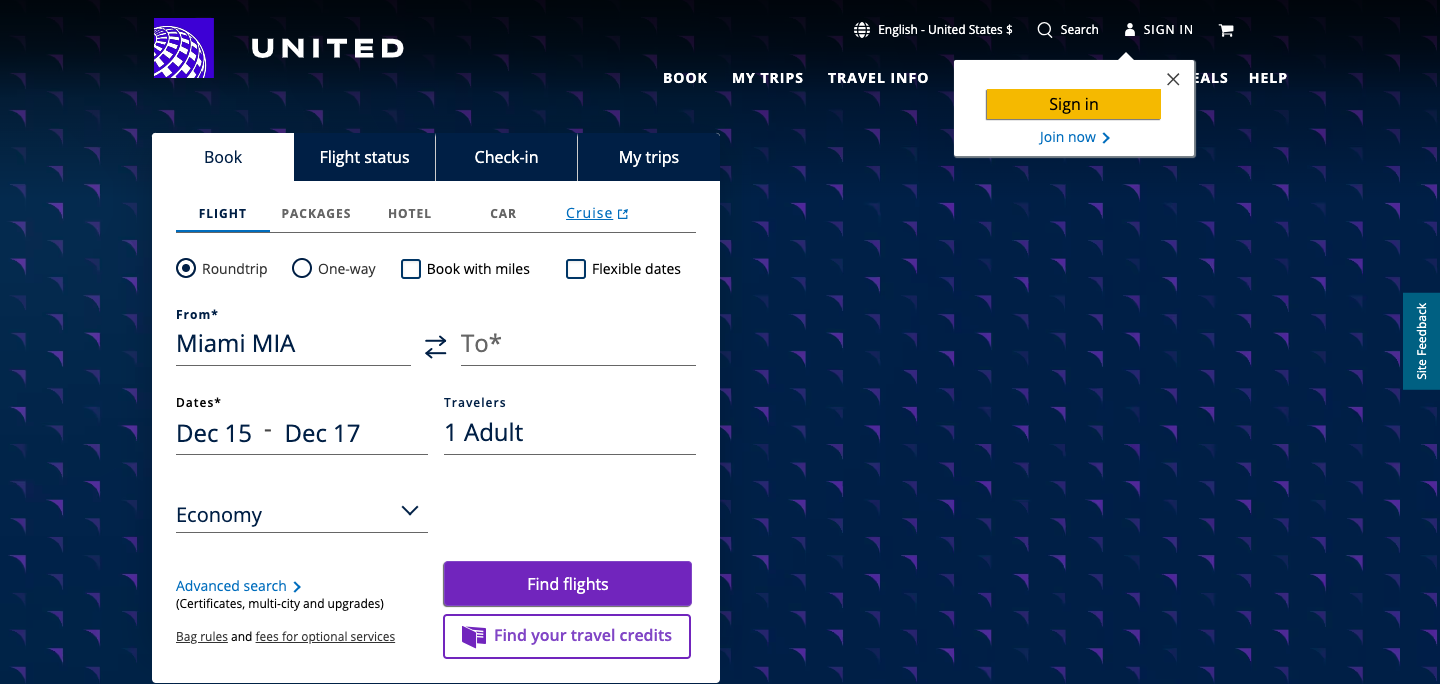 UNITED
English - United States $
Search
SIGN IN
BOOK
MY TRIPS
TRAVEL INFO
HELP
Sign in
Join now
Book
Flight status
Check-in
My trips
FLIGHT
PACKAGES
HOTEL
CAR
Cruise
Roundtrip
One-way
Book with miles
Flexible dates
From*
Miami MIA
To*
Dates*
Dec 15 - Dec 17
Travelers
1 Adult
Economy
Advanced search
(Certificates, multi-city and upgrades)
Find flights
Bag rules and fees for optional services
Find your travel credits
Site Feedback